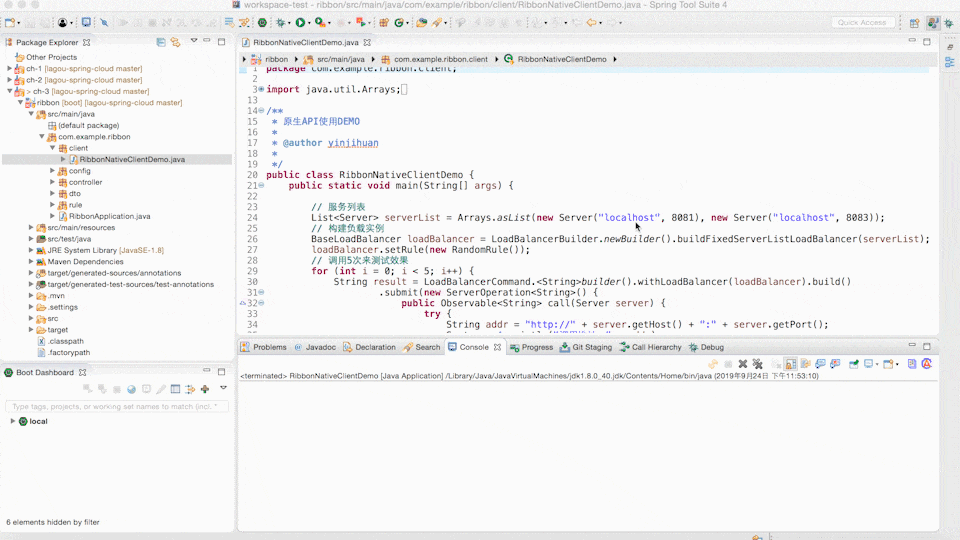 workspace-test - ribbon/src/main/java/com/example/ribbon/client/RibbonNativeClientDemo.java - Spring Tool Suite 4
Quick Access
Package Explorer
Other Projects
ch-1 [lagou-spring-cloud master]
ch-2 [lagou-spring-cloud master]
> ch-3 [lagou-spring-cloud master]
ribbon [boot] [lagou-spring-cloud master]
src/main/java
(default package)
com.example.ribbon
client
RibbonNativeClientDemo.java
config
controller
dto
rule
RibbonApplication.java
src/main/resources
src/test/java
JRE System Library [JavaSE-1.8]
Maven Dependencies
target/generated-sources/annotations
target/generated-test-sources/test-annotations
.mvn
.settings
src
target
.classpath
.factorypath
Boot Dashboard
Type tags, projects, or working set names to match (incl. *
local
6 elements hidden by filter
RibbonNativeClientDemo.java
ribbon src/main/java com.example.ribbon.client RibbonNativeClientDemo
1 package com.example.ribbon.client;
2
3 import java.util.Arrays;
13
14 /**
15 * 原生API使用DEMO
16 *
17 * @author yinjihuan
18 *
19 */
20 public class RibbonNativeClientDemo {
21 public static void main(String[] args) {
22
23 // 服务列表
24 List<Server> serverList = Arrays.asList(new Server("localhost", 8081), new Server("localhost", 8083));
25 // 构建负载实例
26 BaseLoadBalancer loadBalancer = LoadBalancerBuilder.newBuilder().buildFixedServerListLoadBalancer(serverList);
27 loadBalancer.setRule(new RandomRule());
28 // 调用5次来测试效果
29 for (int i = 0; i < 5; i++) {
30 String result = LoadBalancerCommand.<String>builder().withLoadBalancer(loadBalancer).build()
31 .submit(new ServerOperation<String>() {
32 public Observable<String> call(Server server) {
33 try {
34 String addr = "http://" + server.getHost() + ":" + server.getPort();
Problems Javadoc Declaration Search Console Progress Git Staging Call Hierarchy Debug
<terminated> RibbonNativeClientDemo [Java Application] /Library/Java/JavaVirtualMachines/jdk1.8.0_40.jdk/Contents/Home/bin/java (2019年9月24日 下午11:53:10)